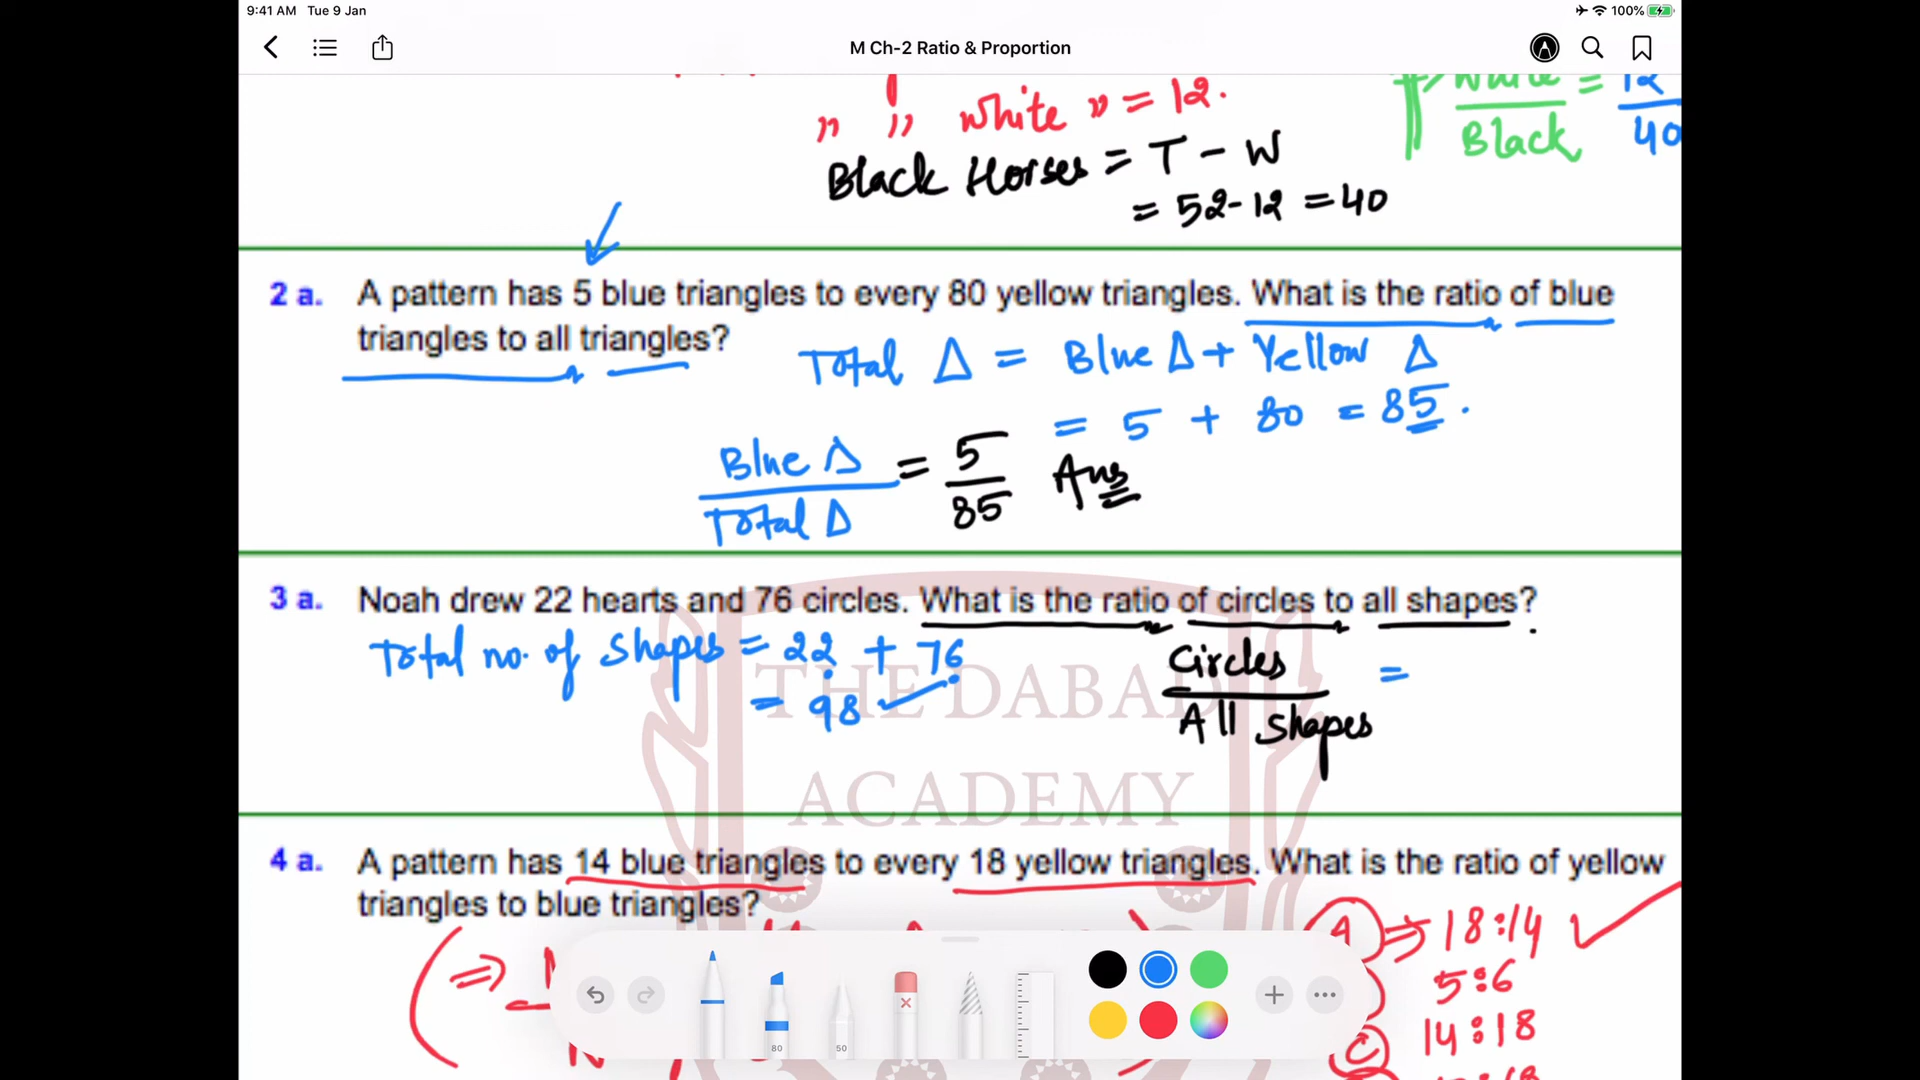 9:41 AM Tue 9 Jan
100%
M Ch-2 Ratio & Proportion
" " White " = 12.
White = 12
Black 40
Black Horses = T - W
= 52 - 12 = 40
2 a. A pattern has 5 blue triangles to every 80 yellow triangles. What is the ratio of blue
triangles to all triangles?
Total Δ = Blue Δ + Yellow Δ
= 5 + 80 = 85.
Blue Δ = 5 Ans
Total Δ 85
3 a. Noah drew 22 hearts and 76 circles. What is the ratio of circles to all shapes?
Total no. of shapes = 22 + 76
= 98
Circles =
All Shapes
THE DABAD
ACADEMY
4 a. A pattern has 14 blue triangles to every 18 yellow triangles. What is the ratio of yellow
triangles to blue triangles?
⇒
A ⇒ 18:14
5:6
C 14:18
80
50